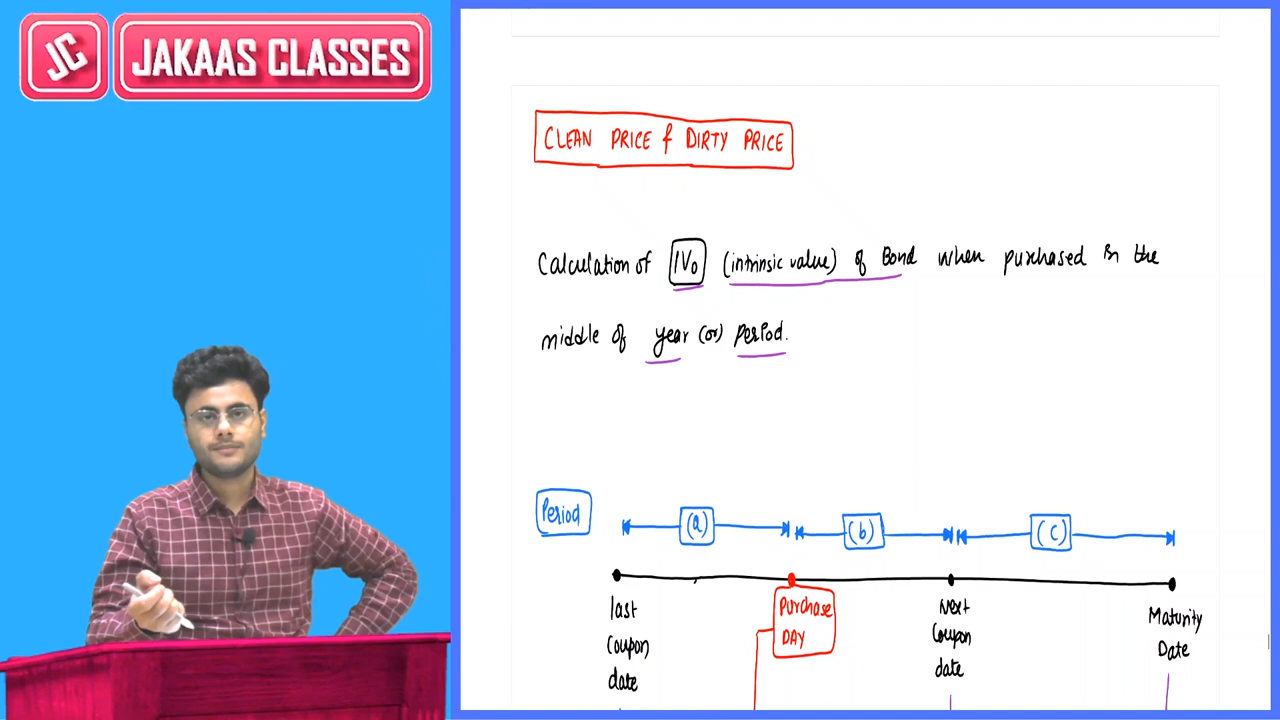 JC
JAKAAS CLASSES
CLEAN PRICE & DIRTY PRICE
Calculation of IV₀ (intrinsic value) of Bond when purchased in the
middle of year (or) period.
Period
(a)
(b)
(c)
last
Coupon
date
Purchase
DAY
Next
Coupon
date
Maturity
Date